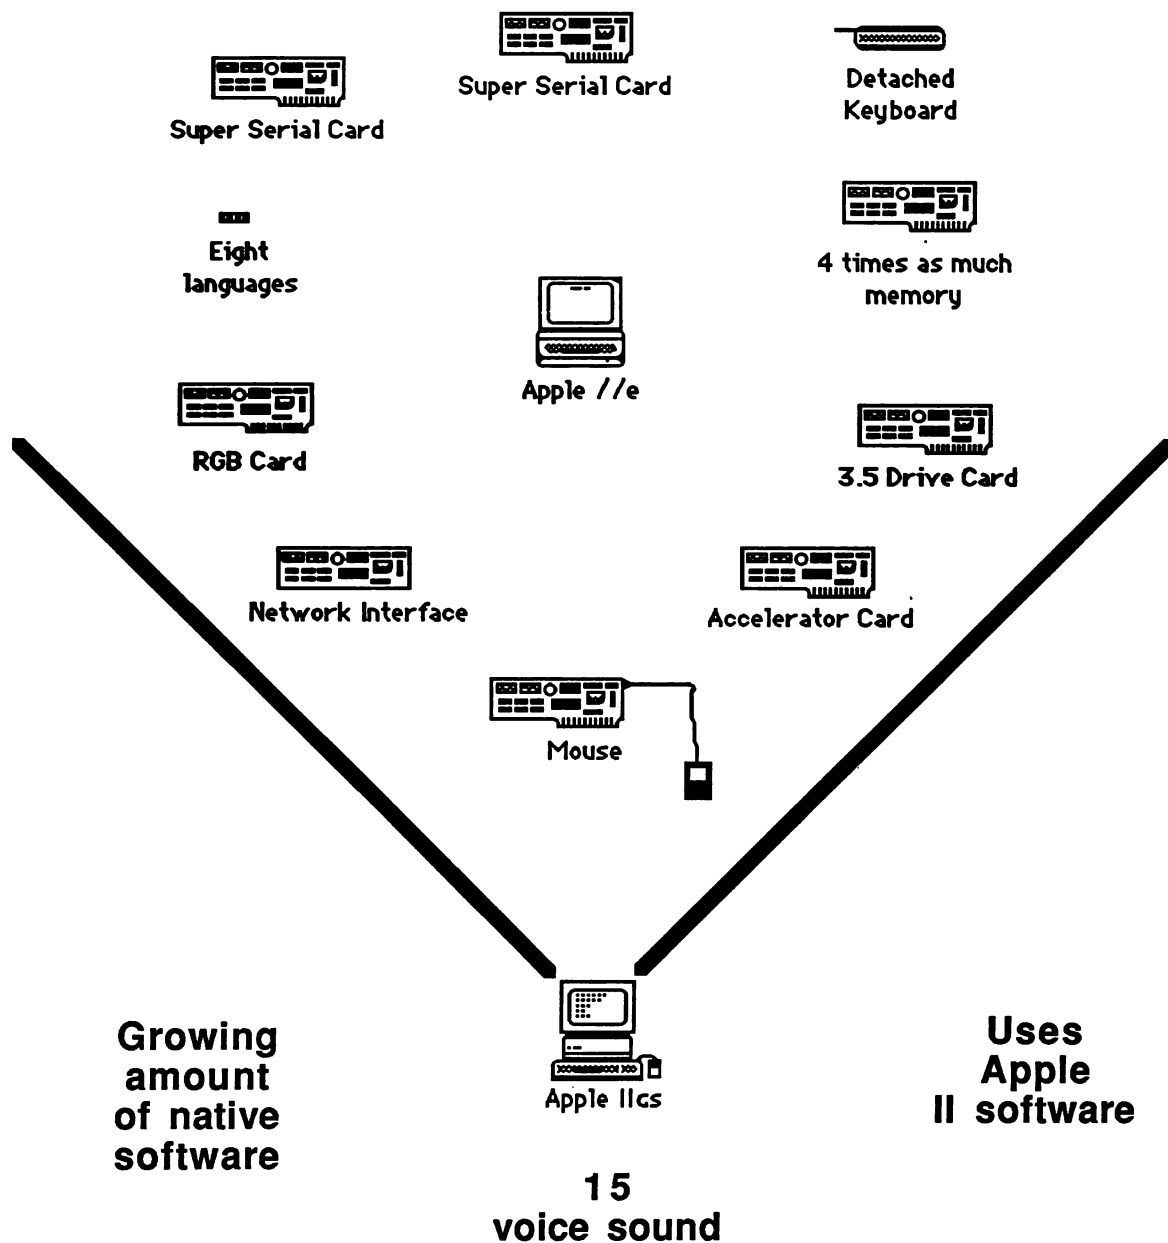 Super Serial Card
Detached
Keyboard
Super Serial Card
Eight
languages
4 times as much
memory
Apple //e
RGB Card
3.5 Drive Card
Network Interface
Accelerator Card
Mouse
Growing
amount
of native
software
Apple IIGS
Uses
Apple
II software
15
voice sound